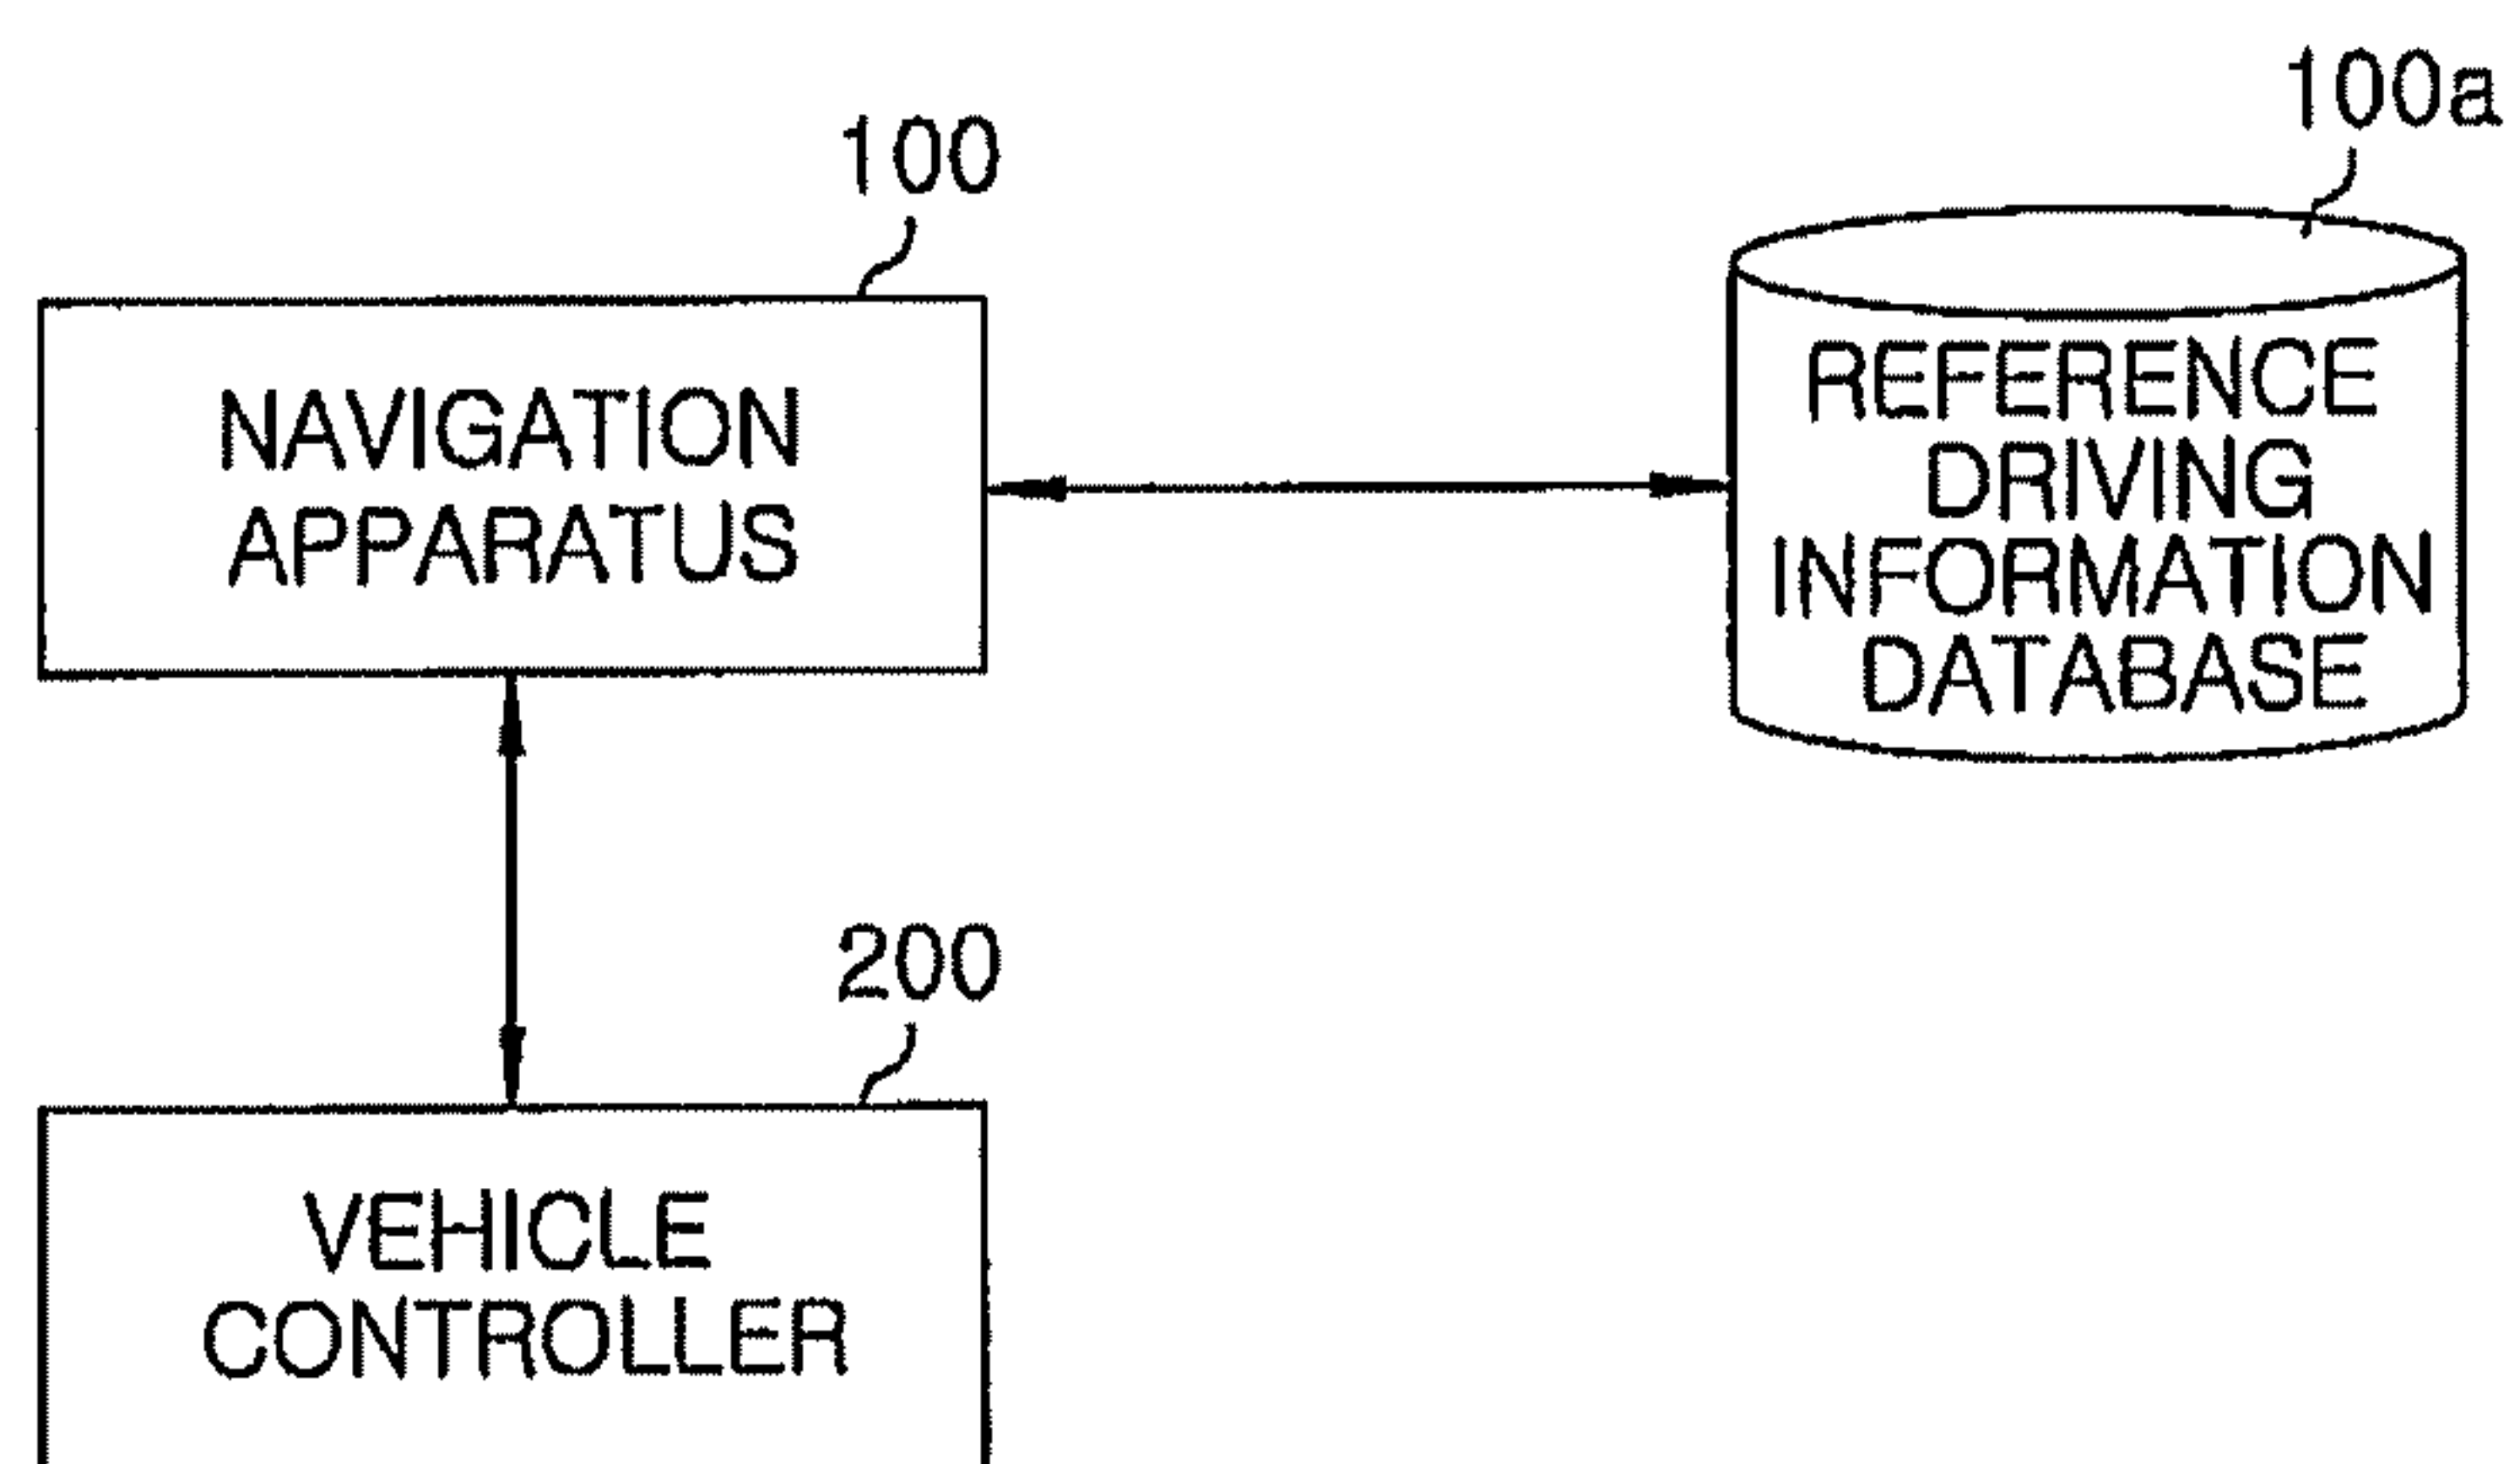 100
100a
NAVIGATION
APPARATUS
REFERENCE
DRIVING
INFORMATION
DATABASE
200
VEHICLE
CONTROLLER